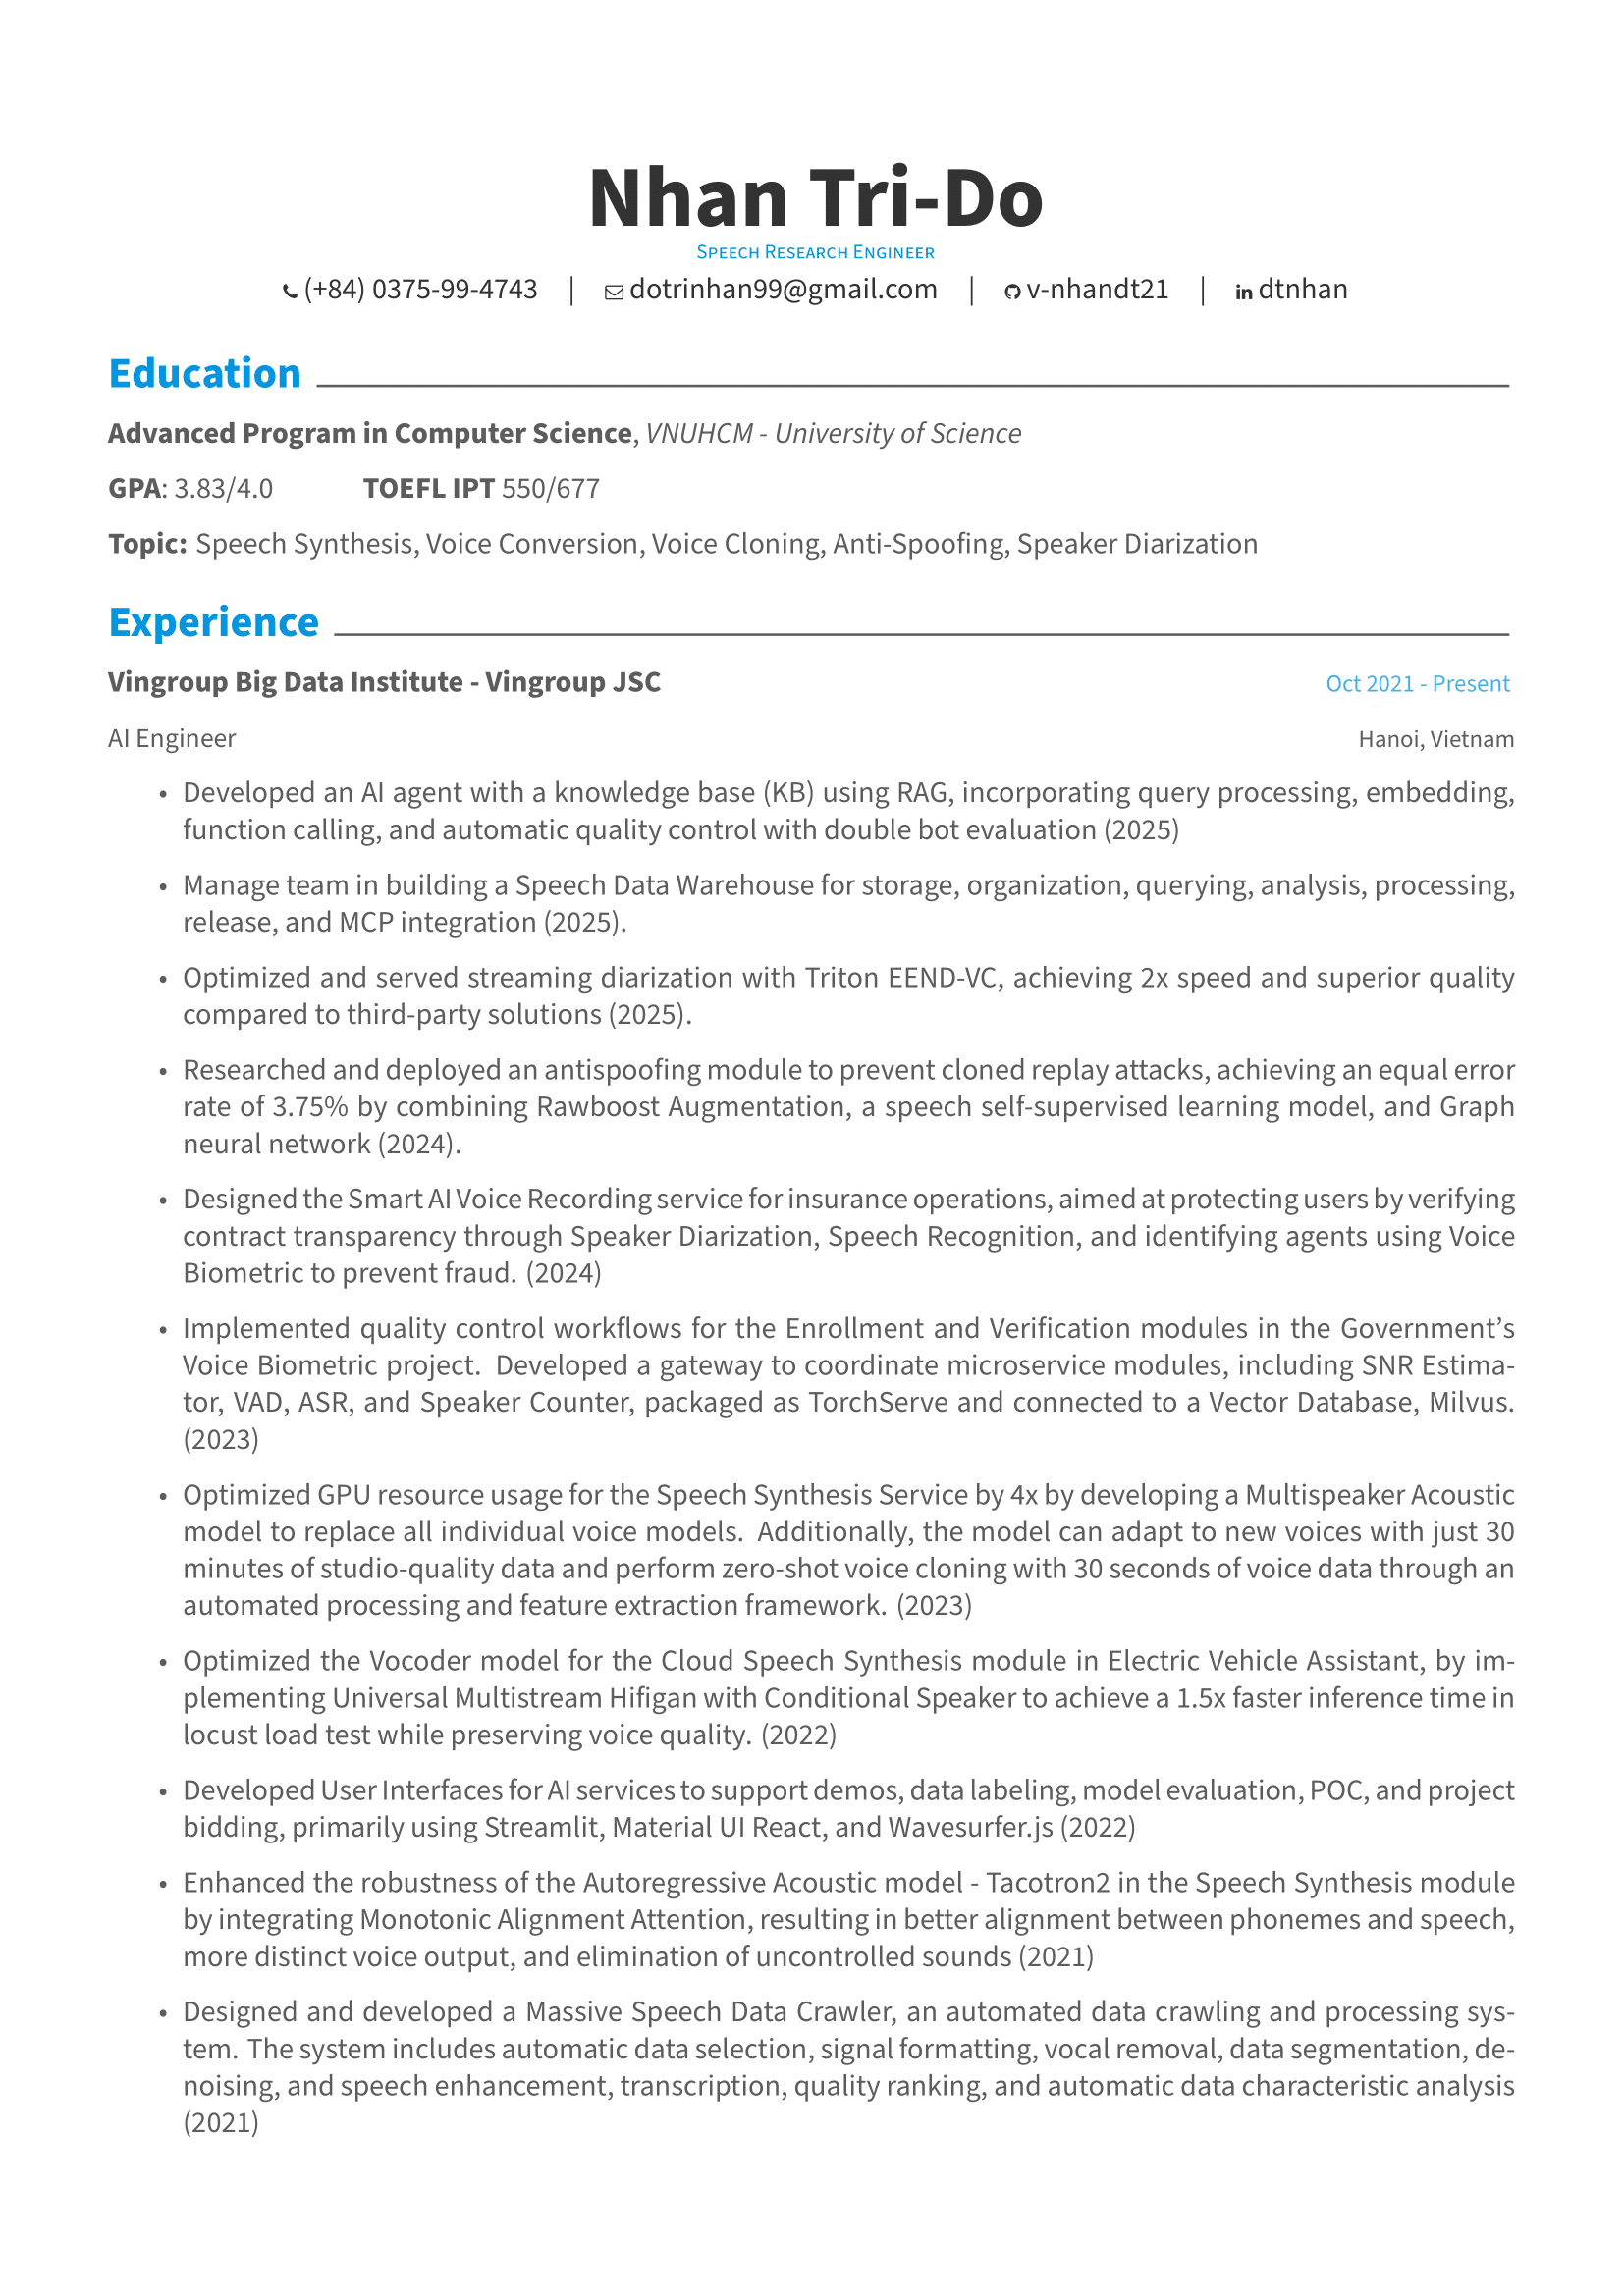 Nhan Tri-Do
Speech Research Engineer
(+84) 0375-99-4743 | dotrinhan99@gmail.com | v-nhandt21 | dtnhan
Education
Advanced Program in Computer Science, VNUHCM - University of Science
GPA: 3.83/4.0 TOEFL IPT 550/677
Topic: Speech Synthesis, Voice Conversion, Voice Cloning, Anti-Spoofing, Speaker Diarization
Experience
Vingroup Big Data Institute - Vingroup JSC Oct 2021 - Present
AI Engineer Hanoi, Vietnam
• Developed an AI agent with a knowledge base (KB) using RAG, incorporating query processing, embedding,
function calling, and automatic quality control with double bot evaluation (2025)
• Manage team in building a Speech Data Warehouse for storage, organization, querying, analysis, processing,
release, and MCP integration (2025).
• Optimized and served streaming diarization with Triton EEND-VC, achieving 2x speed and superior quality
compared to third-party solutions (2025).
• Researched and deployed an antispoofing module to prevent cloned replay attacks, achieving an equal error
rate of 3.75% by combining Rawboost Augmentation, a speech self-supervised learning model, and Graph
neural network (2024).
• Designed the Smart AI Voice Recording service for insurance operations, aimed at protecting users by verifying
contract transparency through Speaker Diarization, Speech Recognition, and identifying agents using Voice
Biometric to prevent fraud. (2024)
• Implemented quality control workflows for the Enrollment and Verification modules in the Government's
Voice Biometric project. Developed a gateway to coordinate microservice modules, including SNR Estima-
tor, VAD, ASR, and Speaker Counter, packaged as TorchServe and connected to a Vector Database, Milvus.
(2023)
• Optimized GPU resource usage for the Speech Synthesis Service by 4x by developing a Multispeaker Acoustic
model to replace all individual voice models. Additionally, the model can adapt to new voices with just 30
minutes of studio-quality data and perform zero-shot voice cloning with 30 seconds of voice data through an
automated processing and feature extraction framework. (2023)
• Optimized the Vocoder model for the Cloud Speech Synthesis module in Electric Vehicle Assistant, by im-
plementing Universal Multistream Hifigan with Conditional Speaker to achieve a 1.5x faster inference time in
locust load test while preserving voice quality. (2022)
• Developed User Interfaces for AI services to support demos, data labeling, model evaluation, POC, and project
bidding, primarily using Streamlit, Material UI React, and Wavesurfer.js (2022)
• Enhanced the robustness of the Autoregressive Acoustic model - Tacotron2 in the Speech Synthesis module
by integrating Monotonic Alignment Attention, resulting in better alignment between phonemes and speech,
more distinct voice output, and elimination of uncontrolled sounds (2021)
• Designed and developed a Massive Speech Data Crawler, an automated data crawling and processing sys-
tem. The system includes automatic data selection, signal formatting, vocal removal, data segmentation, de-
noising, and speech enhancement, transcription, quality ranking, and automatic data characteristic analysis
(2021)